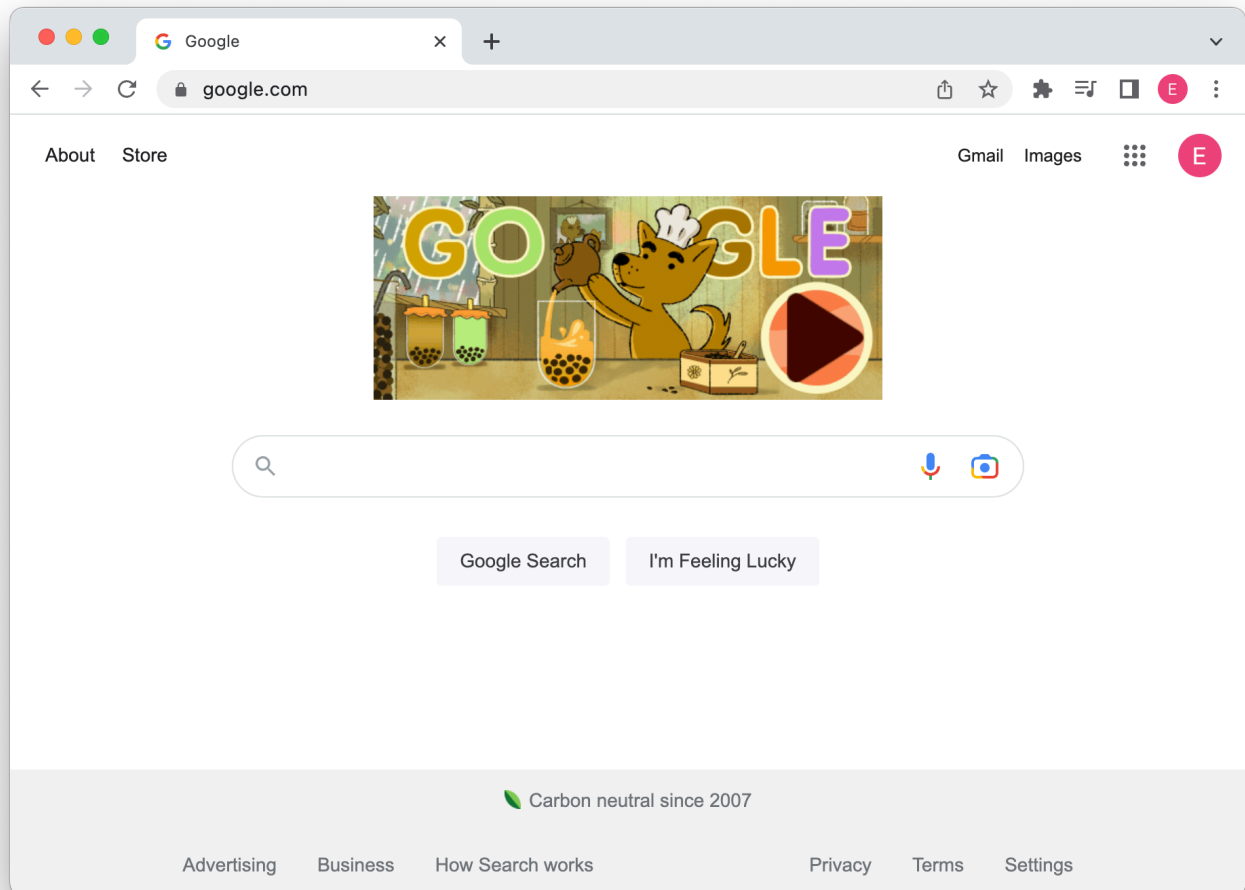 Google
google.com
E
About Store Gmail Images E
GOOGLE
Google Search I'm Feeling Lucky
Carbon neutral since 2007
Advertising Business How Search works Privacy Terms Settings